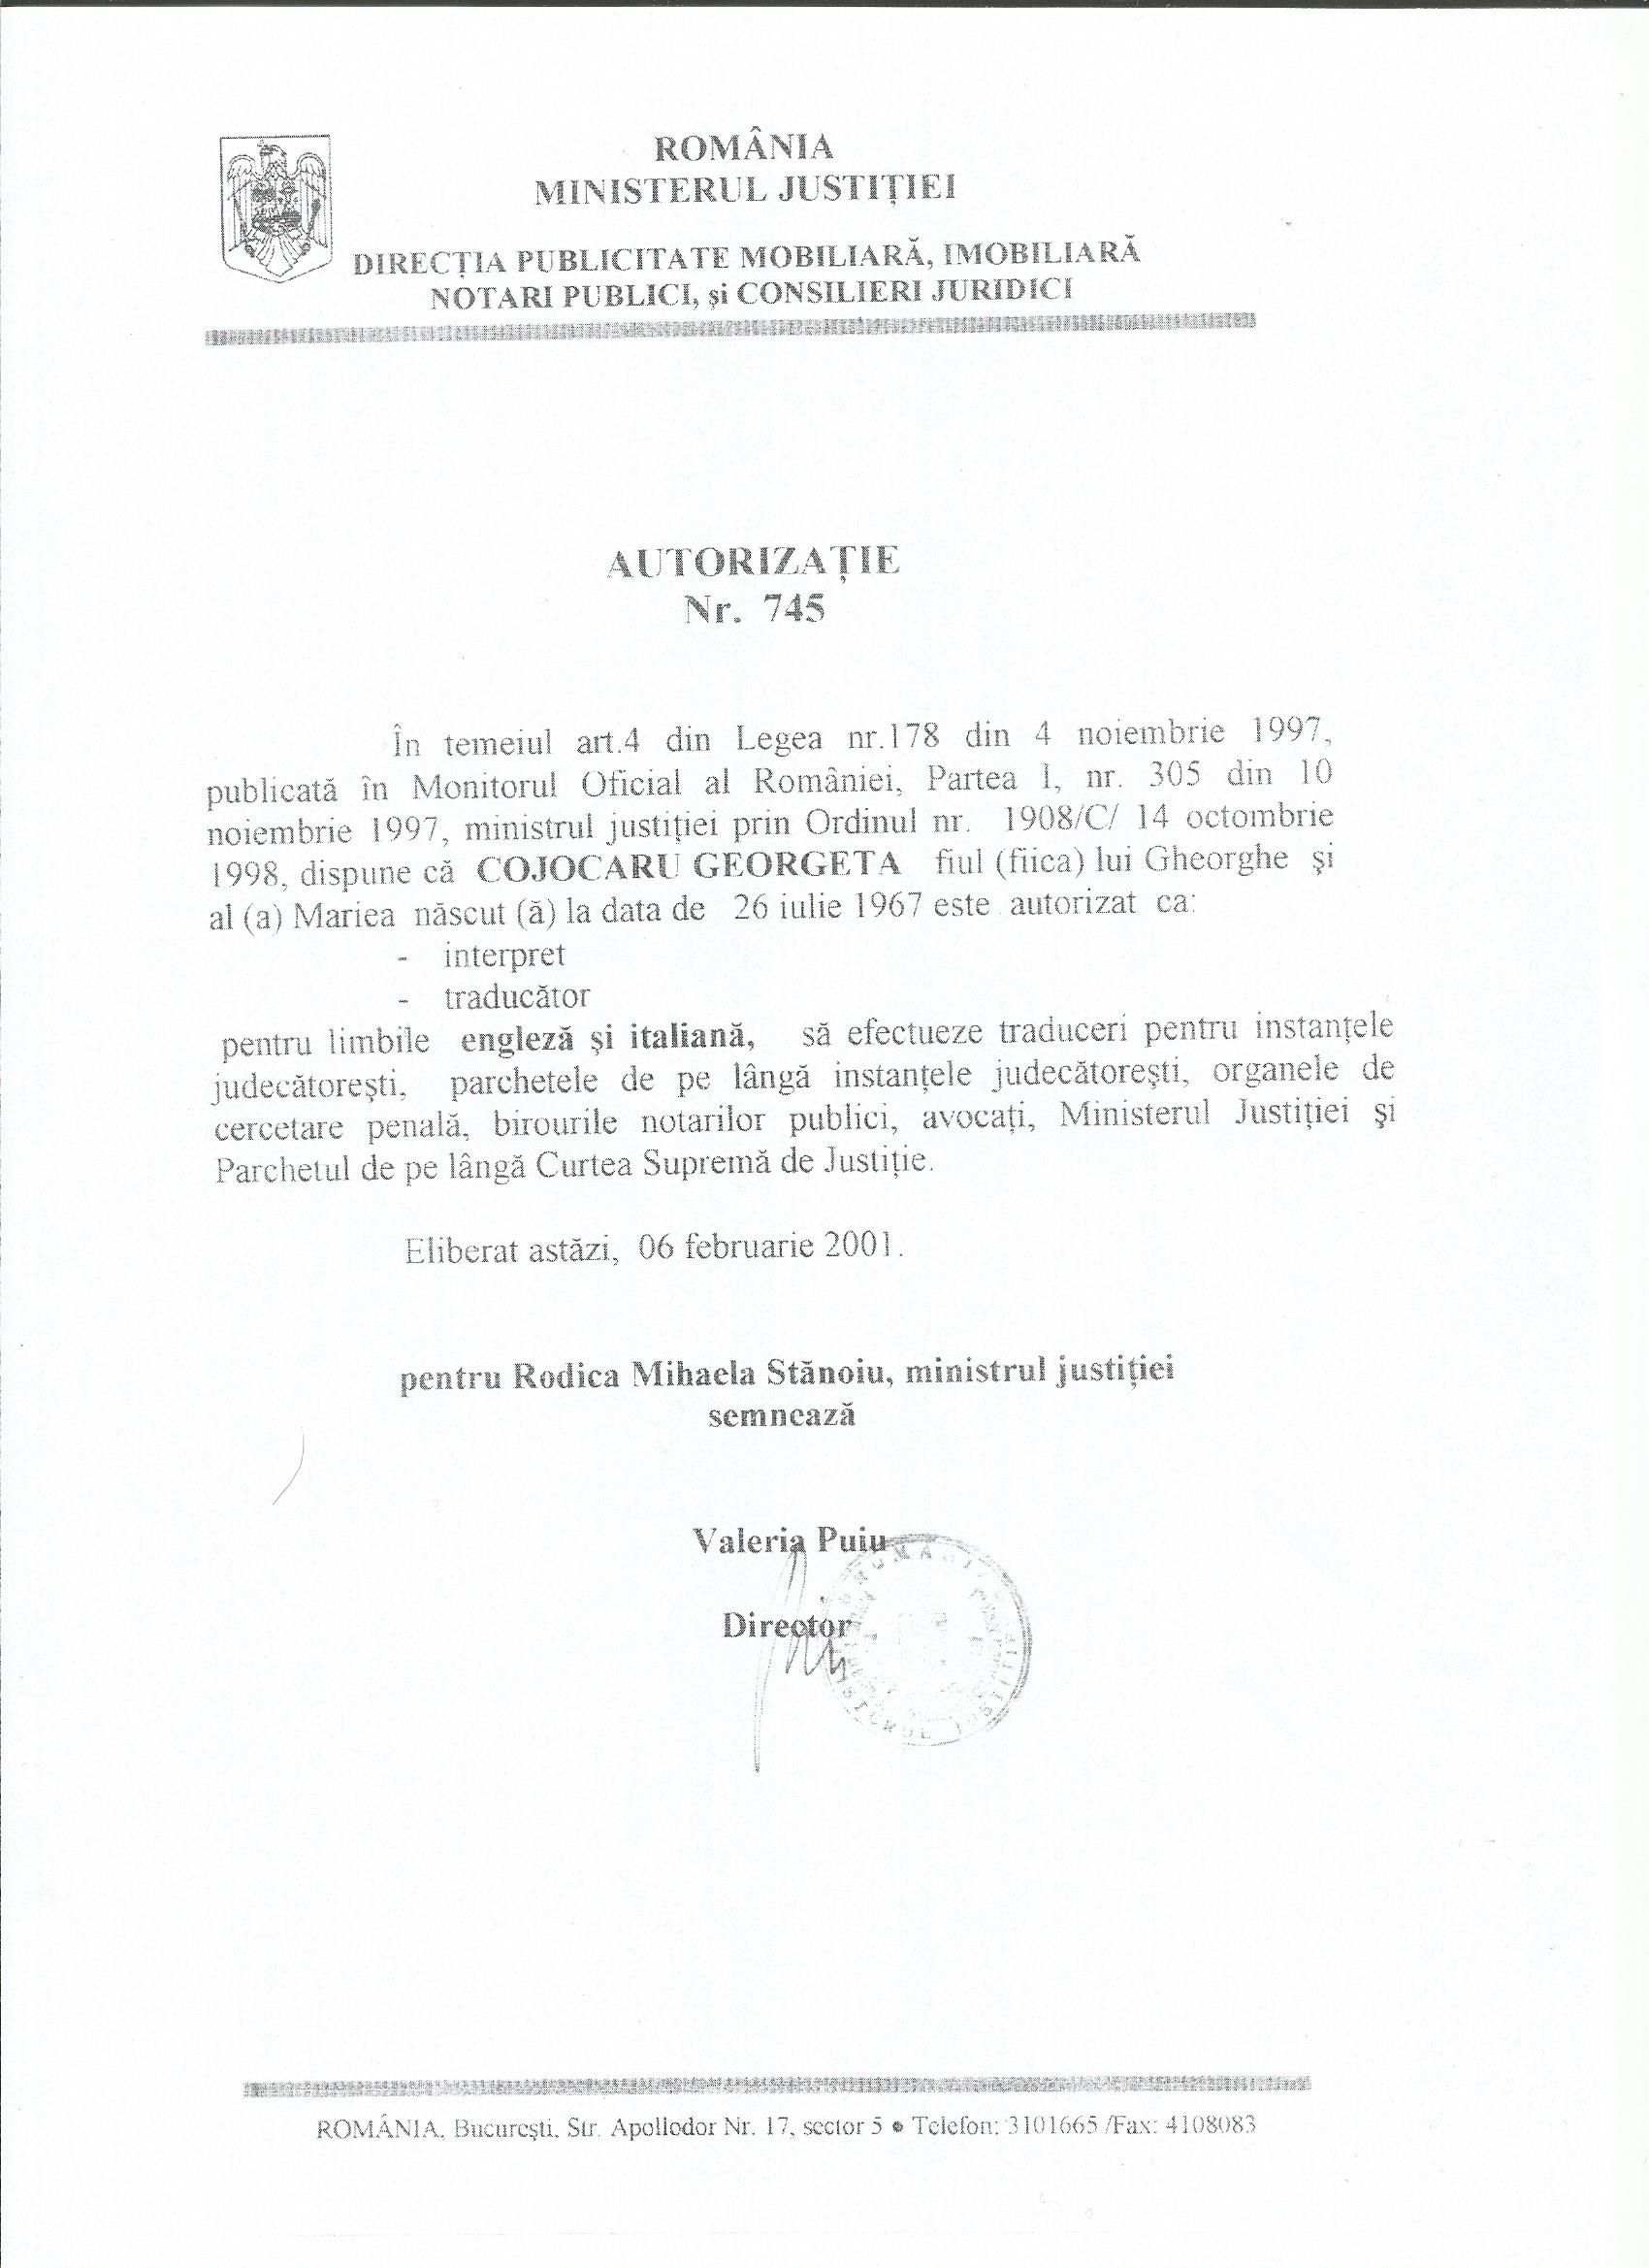 ROMÂNIA
MINISTERUL JUSTIȚIEI
DIRECȚIA PUBLICITATE MOBILIARĂ, IMOBILIARĂ
NOTARI PUBLICI, și CONSILIERI JURIDICI
AUTORIZAȚIE
Nr. 745
În temeiul art.4 din Legea nr.178 din 4 noiembrie 1997,
publicată în Monitorul Oficial al României, Partea I, nr. 305 din 10
noiembrie 1997, ministrul justiției prin Ordinul nr. 1908/C/ 14 octombrie
1998, dispune că COJOCARU GEORGETA fiul (fiica) lui Gheorghe și
al (a) Mariea născut (ă) la data de 26 iulie 1967 este autorizat ca:
- interpret
- traducător
pentru limbile engleză și italiană, să efectueze traduceri pentru instanțele
judecătorești, parchetele de pe lângă instanțele judecătorești, organele de
cercetare penală, birourile notarilor publici, avocați, Ministerul Justiției și
Parchetul de pe lângă Curtea Supremă de Justiție.
Eliberat astăzi, 06 februarie 2001.
pentru Rodica Mihaela Stănoiu, ministrul justiției
semnează
Valeria Puiu
Director
ROMÂNIA, București, Str. Apollodor Nr. 17, sector 5 ● Telefon: 3101665 /Fax: 4108083